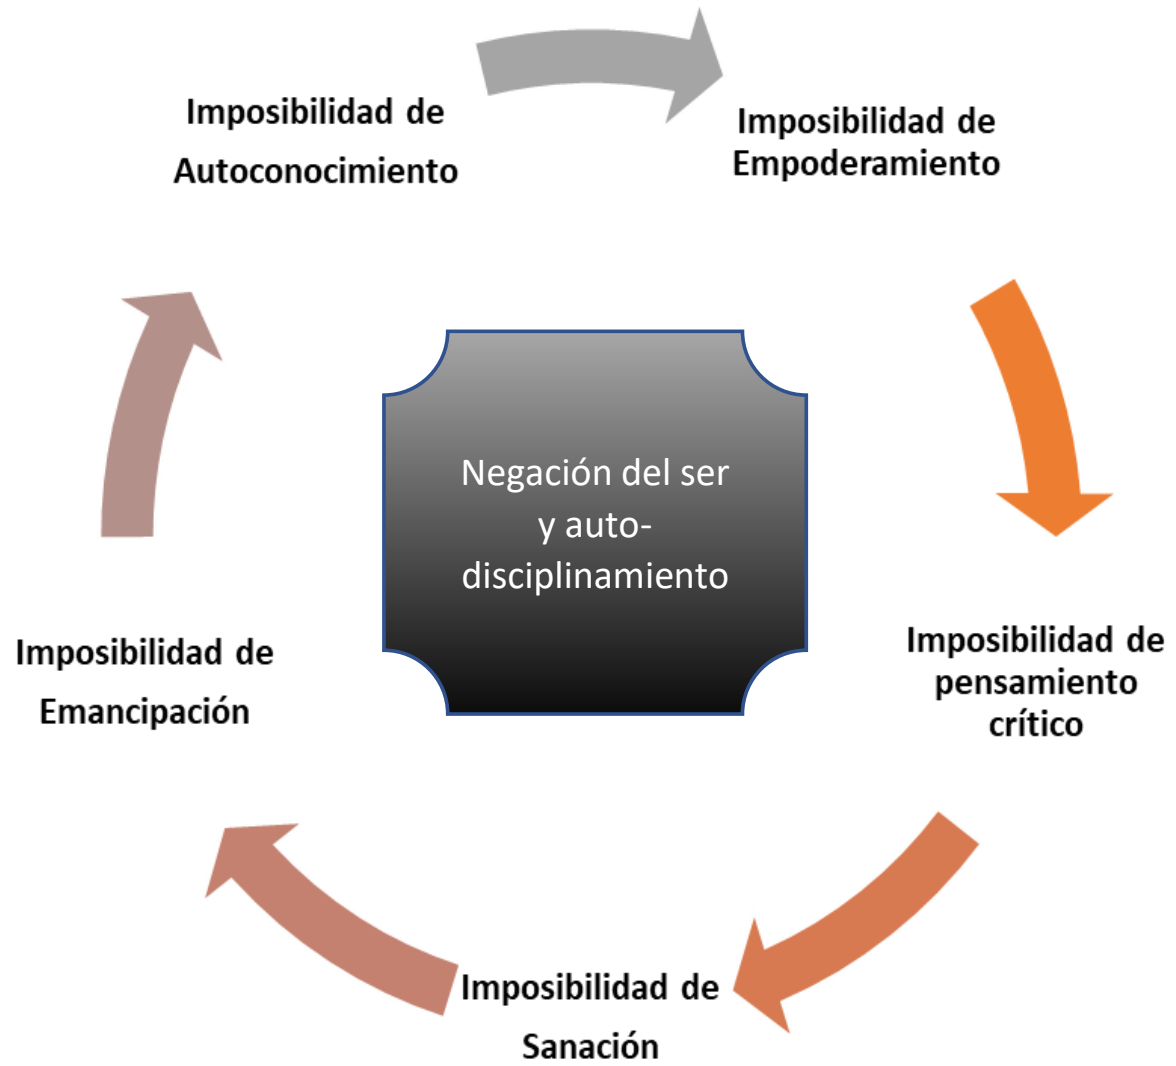 Imposibilidad de
Autoconocimiento
Imposibilidad de
Empoderamiento
Negación del ser
y auto-
disciplinamiento
Imposibilidad de
pensamiento
crítico
Imposibilidad de
Sanación
Imposibilidad de
Emancipación